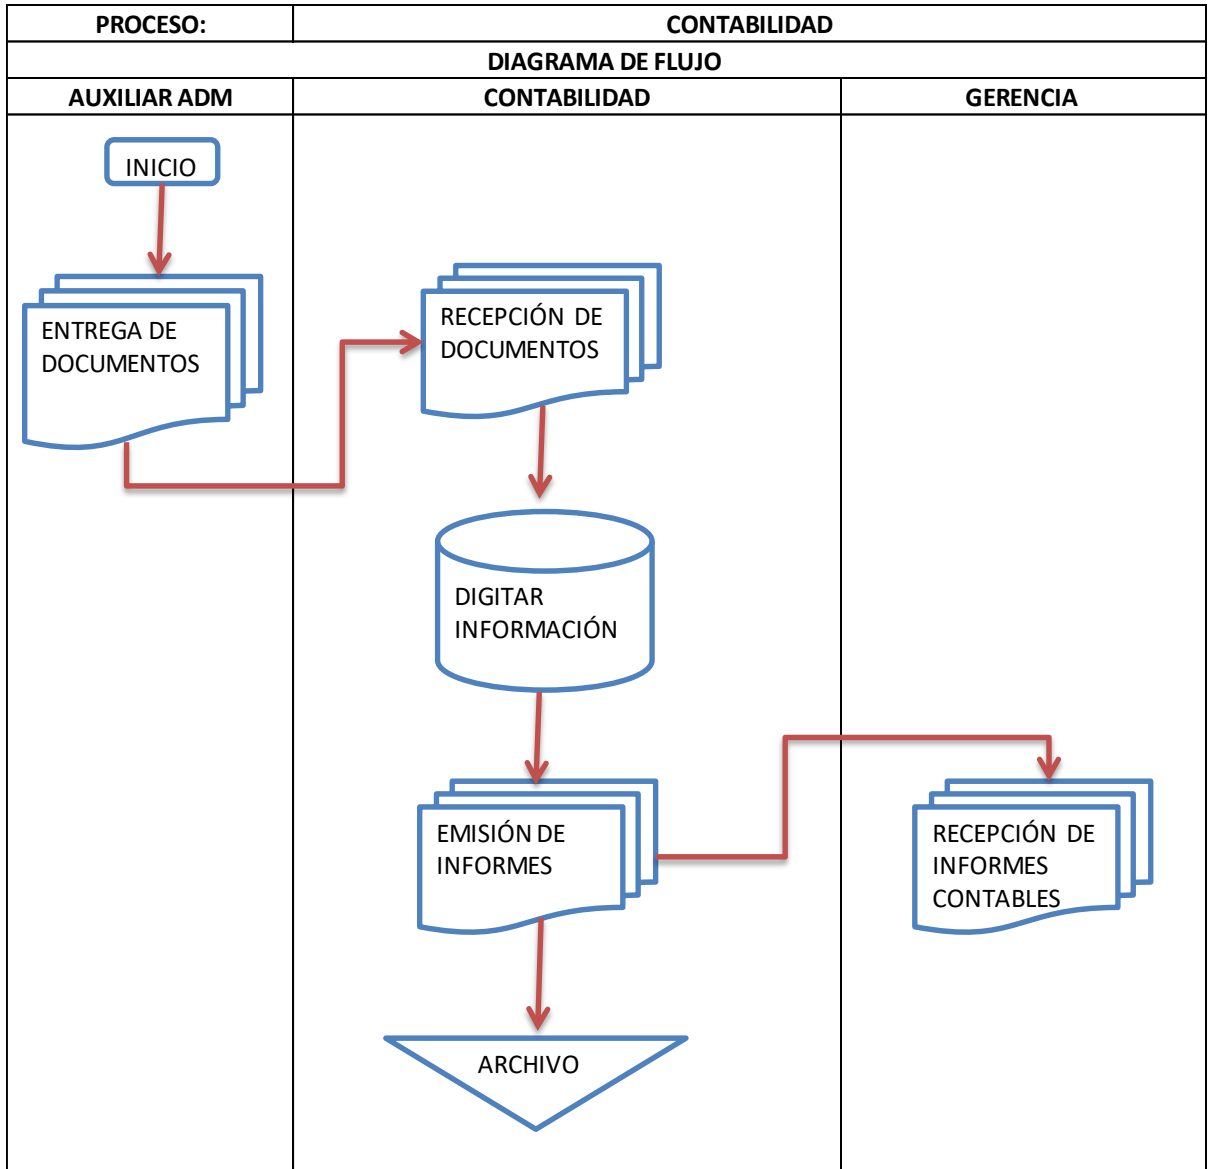 PROCESO:
CONTABILIDAD
DIAGRAMA DE FLUJO
AUXILIAR ADM
CONTABILIDAD
GERENCIA
INICIO
ENTREGA DE
DOCUMENTOS
RECEPCIÓN DE
DOCUMENTOS
DIGITAR
INFORMACIÓN
EMISIÓN DE
INFORMES
RECEPCIÓN DE
INFORMES
CONTABLES
ARCHIVO